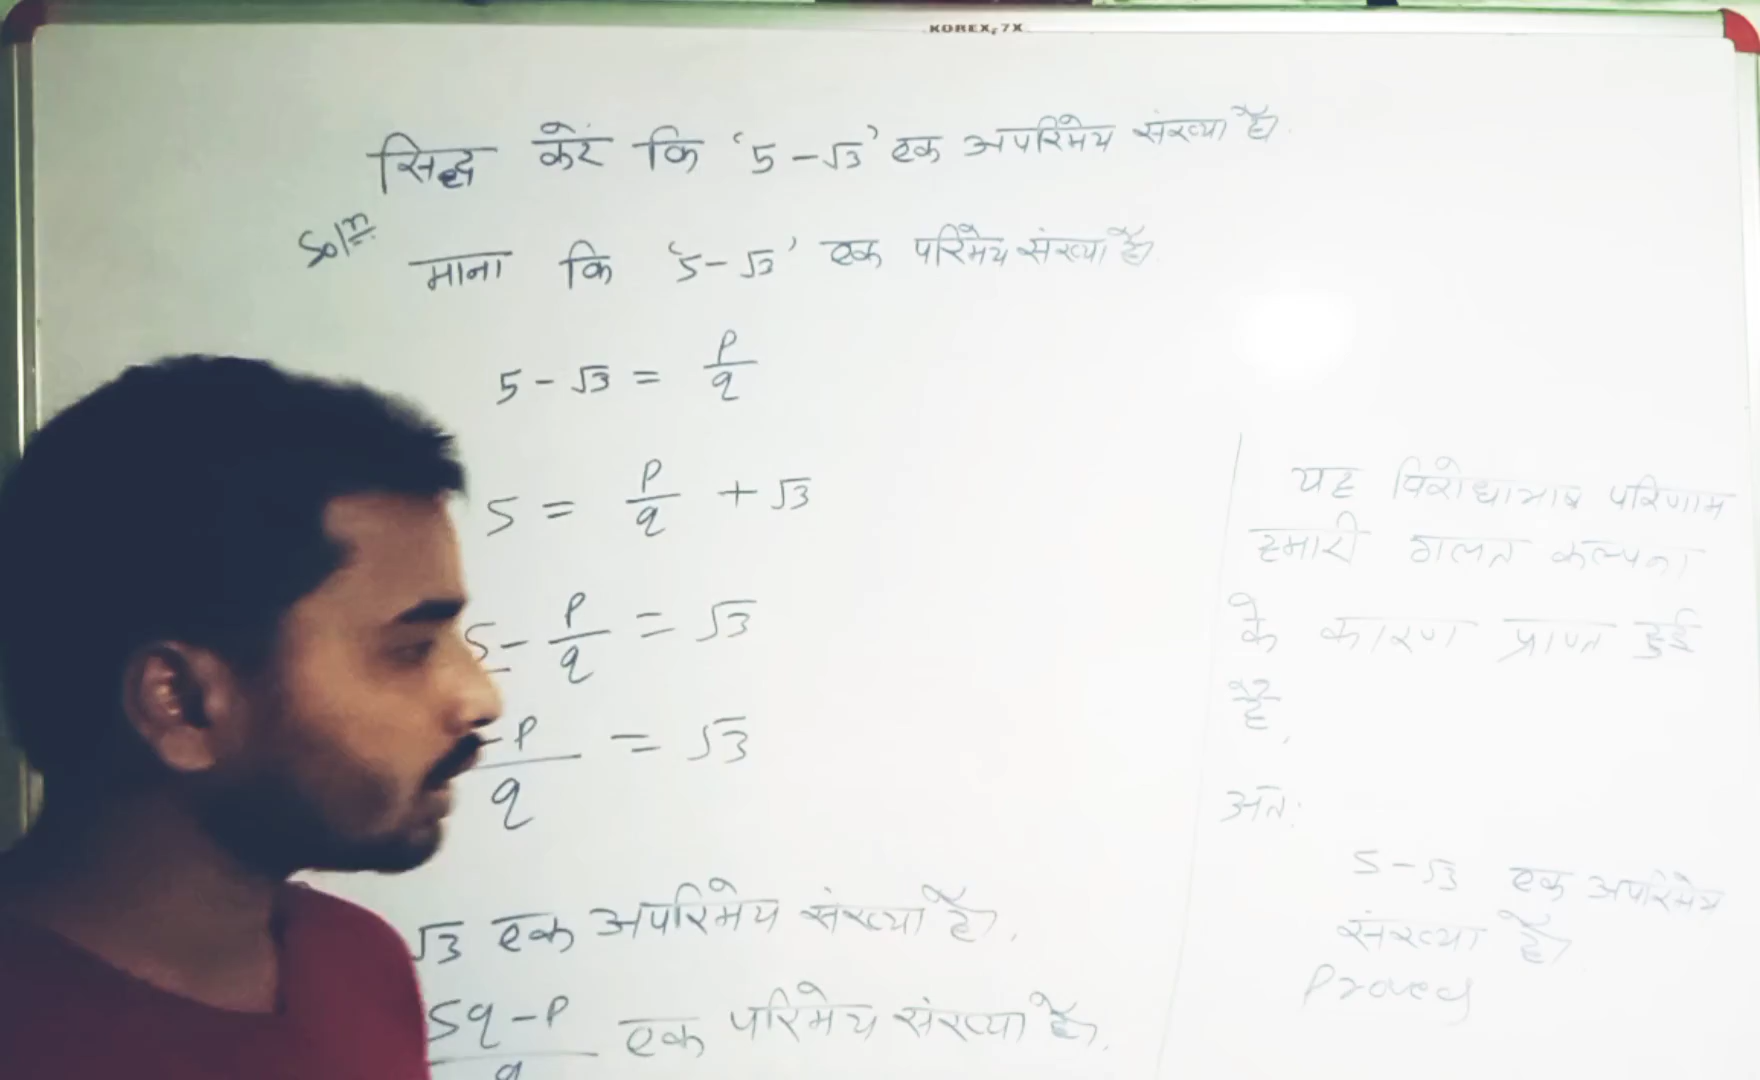 KOREX, 7X
सिद्ध करें कि '5 - √3' एक अपरिमेय संख्या है।
Solⁿ
माना कि '5 - √3' एक परिमेय संख्या है।
5 - √3 = p/q
5 = p/q + √3
5 - p/q = √3
-p/q = √3
√3 एक अपरिमेय संख्या है।
5q - p/q एक परिमेय संख्या है।
यह विरोधाभाष परिणाम
हमारी गलत कल्पना
के कारण प्राप्त हुई
है,
अत:
5 - √3 एक अपरिमेय
संख्या है।
Proved